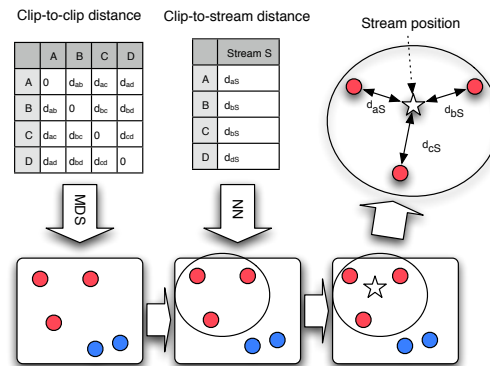 Clip-to-clip distance
A B C D
A 0 dab dac dad
B dab 0 dbc dbd
C dac dbc 0 dcd
D dad dbd dcd 0
Clip-to-stream distance
Stream S
A daS
B dbS
C dbS
D ddS
Stream position
daS
dbS
dcS
MDS
NN